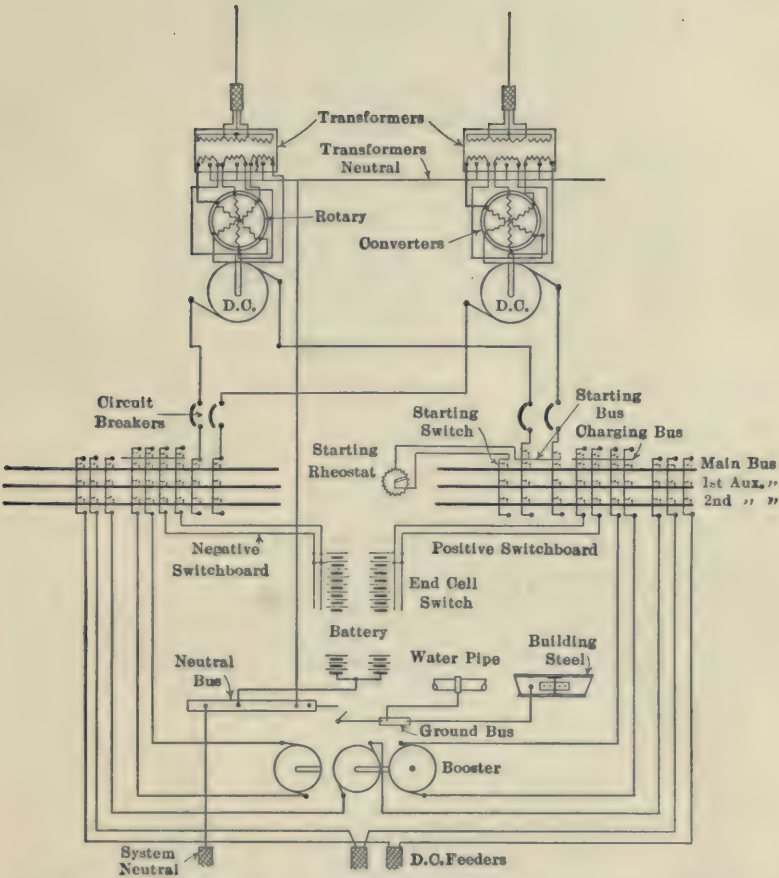 Transformers
Transformers
Neutral
Rotary
Converters
D.C.
D.C.
Circuit
Breakers
Starting
Switch
Starting
Bus
Charging Bus
Starting
Rheostat
Main Bus
1st Aux. „
2nd „ „
Negative
Switchboard
Positive Switchboard
End Cell
Switch
Battery
Neutral
Bus
Water Pipe
Building
Steel
Ground Bus
Booster
System
Neutral
D.C. Feeders